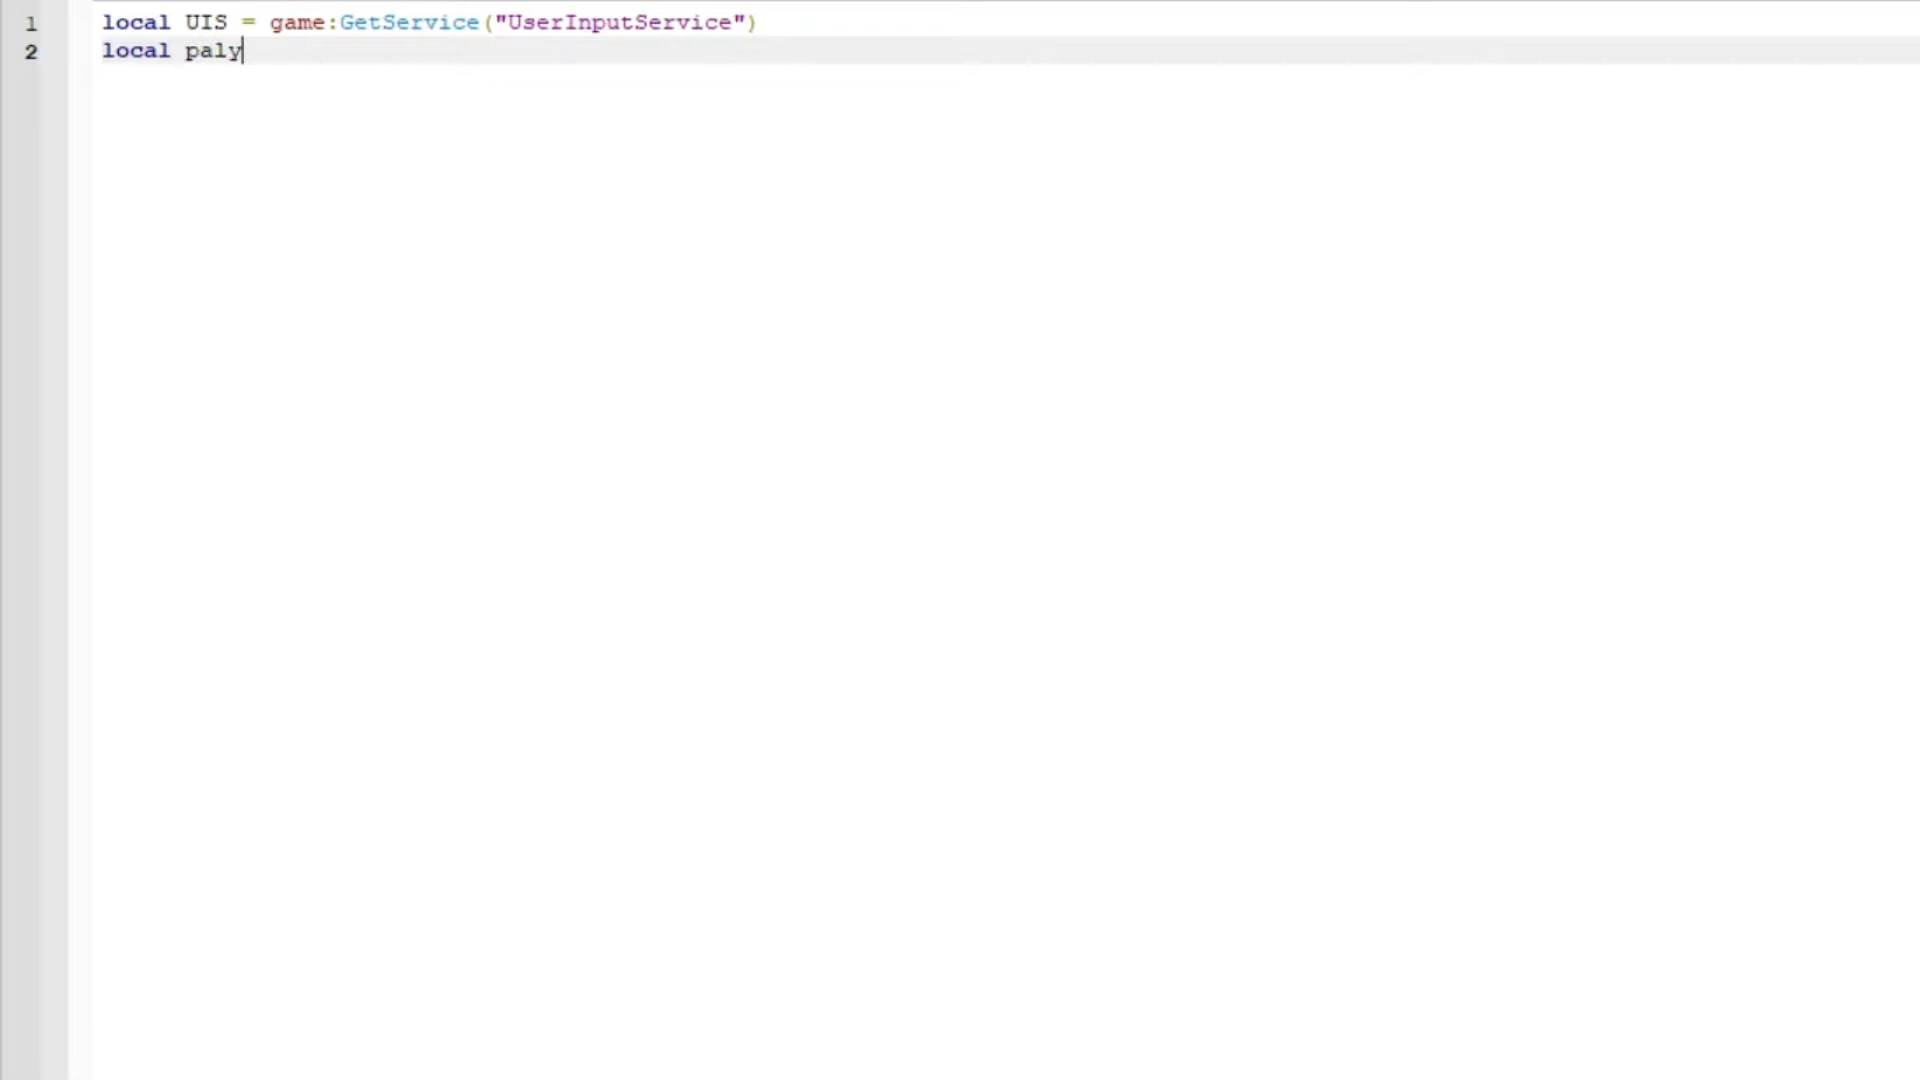 1 local UIS = game:GetService("UserInputService")
2 local paly